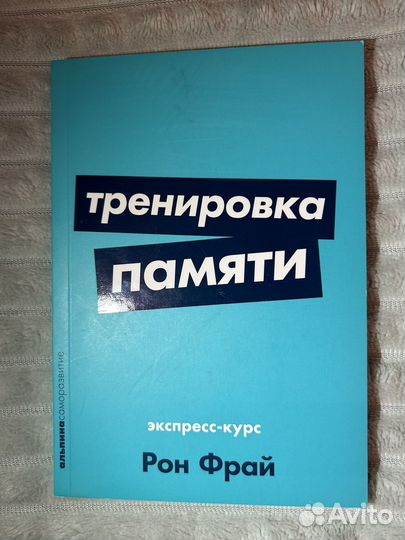 тренировка
памяти
экспресс-курс
Рон Фрай
альпинасаморазвитие
Avito